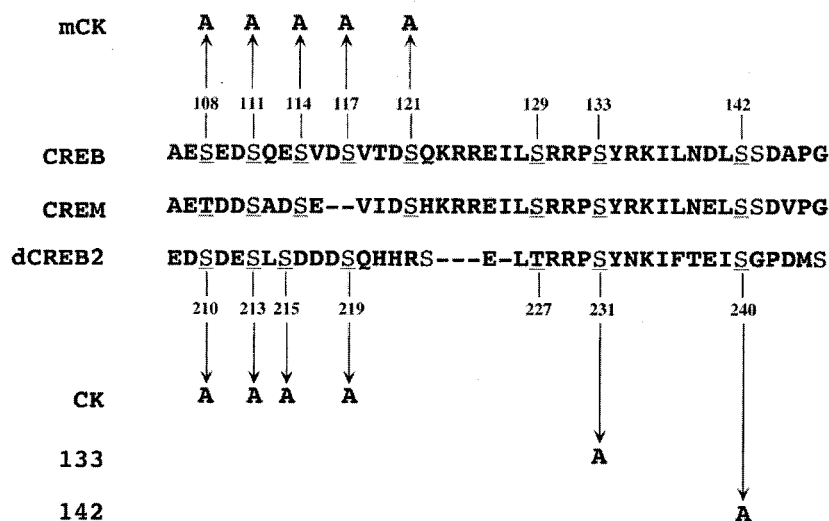 mCK A A A A A
108 111 114 117 121 129 133 142
CREB AESEDSQESVDSVTDSQKRREILSRRPSYRKILNDLSSDAPG
CREM AETDDSADSE--VIDSHKRREILSRRPSYRKILNELSSDVPG
dCREB2 EDSDESLSDDDSQHHRS---E-LTRRPSYNKIFTEISGPDMS
210 213 215 219 227 231 240
CK A A A A
133 A
142 A